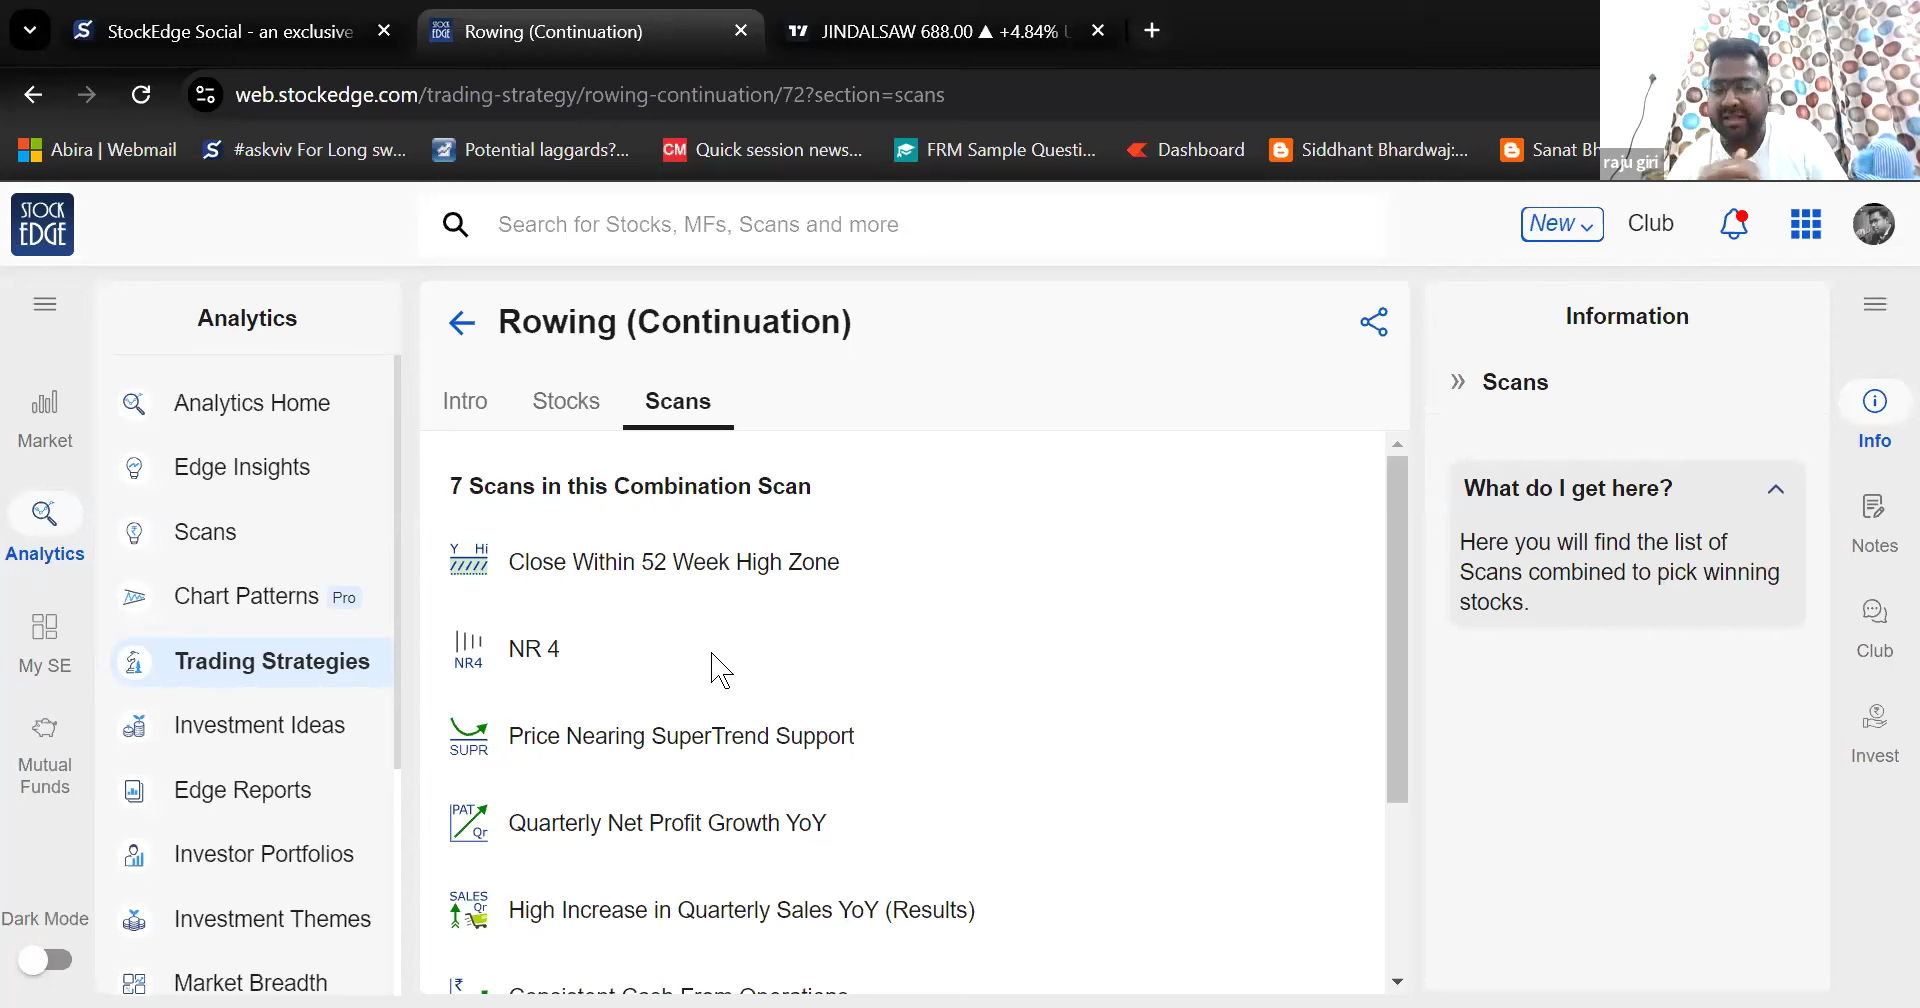 StockEdge Social - an exclusive
STOCK EDGE
Rowing (Continuation)
JINDALSAW 688.00 ▲ +4.84%
web.stockedge.com/trading-strategy/rowing-continuation/72?section=scans
Abira | Webmail
#askviv For Long sw...
Potential laggards?...
CM Quick session news...
FRM Sample Questi...
Dashboard
Siddhant Bhardwaj:...
Sanat Bh
raju giri
STOCK
EDGE
Search for Stocks, MFs, Scans and more
New
Club
Market
Analytics
My SE
Mutual
Funds
Dark Mode
Analytics
Analytics Home
Edge Insights
Scans
Chart Patterns Pro
Trading Strategies
Investment Ideas
Edge Reports
Investor Portfolios
Investment Themes
Market Breadth
Rowing (Continuation)
Intro Stocks Scans
7 Scans in this Combination Scan
Y Hi
Close Within 52 Week High Zone
NR4
NR 4
SUPR
Price Nearing SuperTrend Support
PAT
Qr
Quarterly Net Profit Growth YoY
SALES
Qr
High Increase in Quarterly Sales YoY (Results)
₹
Consistent Cash From Operations
Information
» Scans
What do I get here?
Here you will find the list of
Scans combined to pick winning
stocks.
Info
Notes
Club
Invest